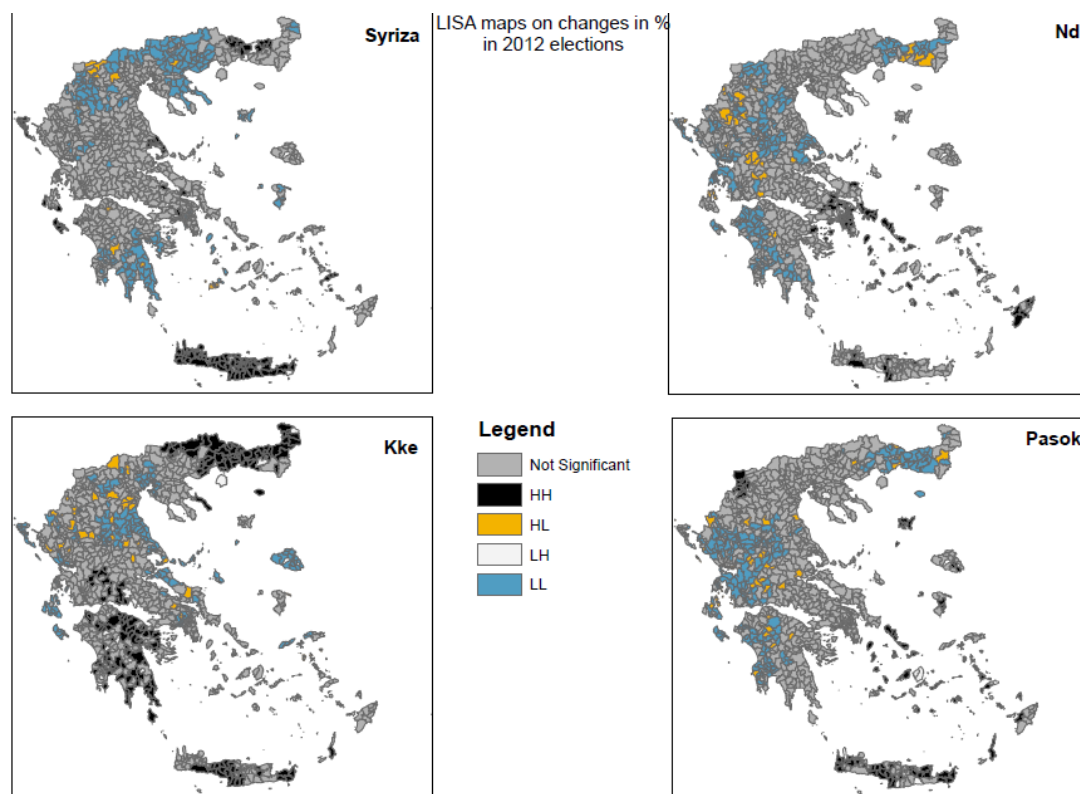 Syriza
LISA maps on changes in %
in 2012 elections
Nd
Kke
Legend
Not Significant
HH
HL
LH
LL
Pasok